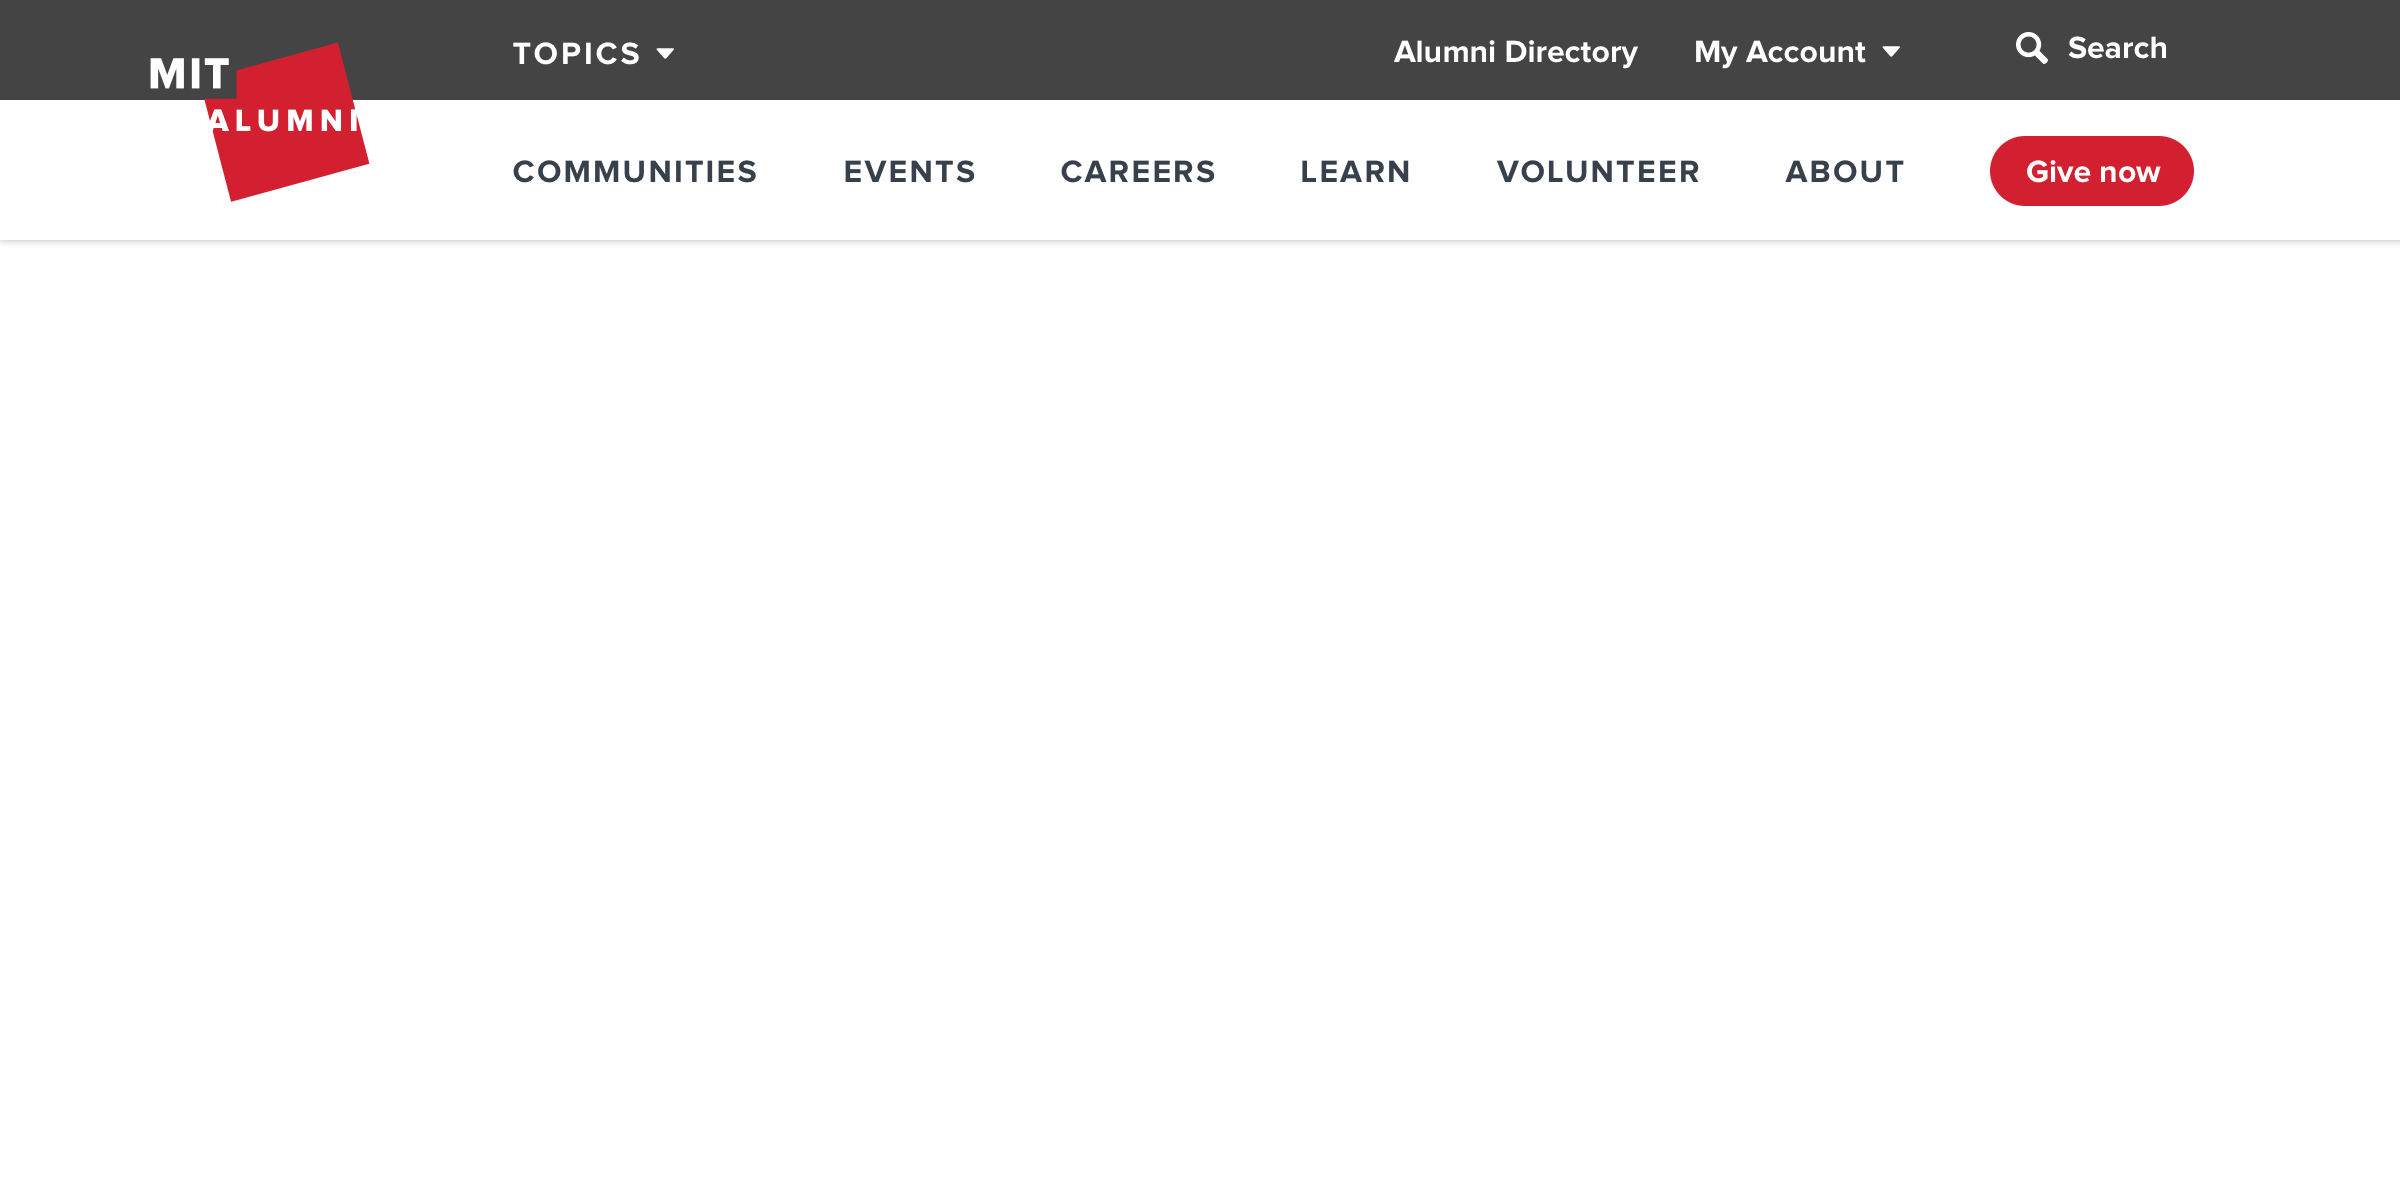 MIT
ALUMNI
TOPICS
Alumni Directory
My Account
Search
COMMUNITIES
EVENTS
CAREERS
LEARN
VOLUNTEER
ABOUT
Give now